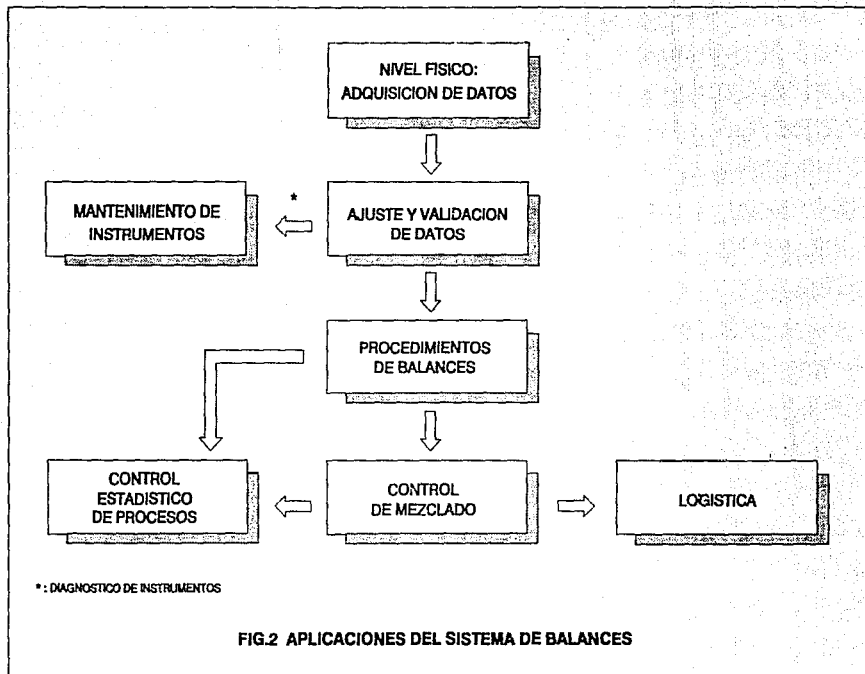 NIVEL FISICO:
ADQUISICION DE DATOS
*
MANTENIMIENTO DE
INSTRUMENTOS
AJUSTE Y VALIDACION
DE DATOS
PROCEDIMIENTOS
DE BALANCES
CONTROL
ESTADISTICO
DE PROCESOS
CONTROL
DE MEZCLADO
LOGISTICA
* : DIAGNOSTICO DE INSTRUMENTOS
FIG.2 APLICACIONES DEL SISTEMA DE BALANCES